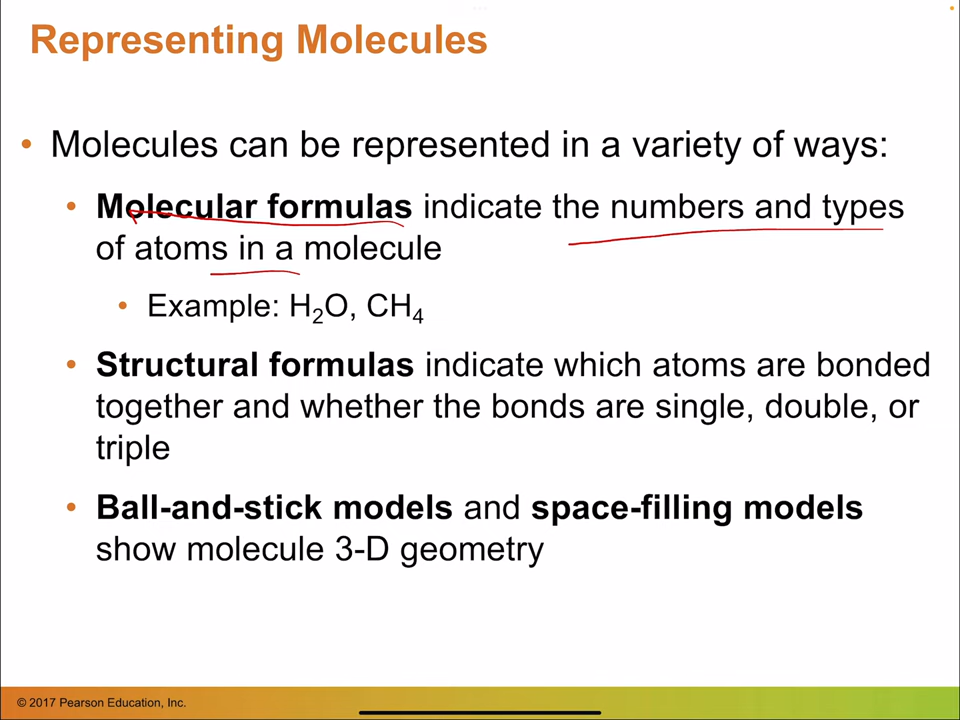 Representing Molecules
• Molecules can be represented in a variety of ways:
• Molecular formulas indicate the numbers and types
of atoms in a molecule
• Example: H₂O, CH₄
• Structural formulas indicate which atoms are bonded
together and whether the bonds are single, double, or
triple
• Ball-and-stick models and space-filling models
show molecule 3-D geometry
© 2017 Pearson Education, Inc.